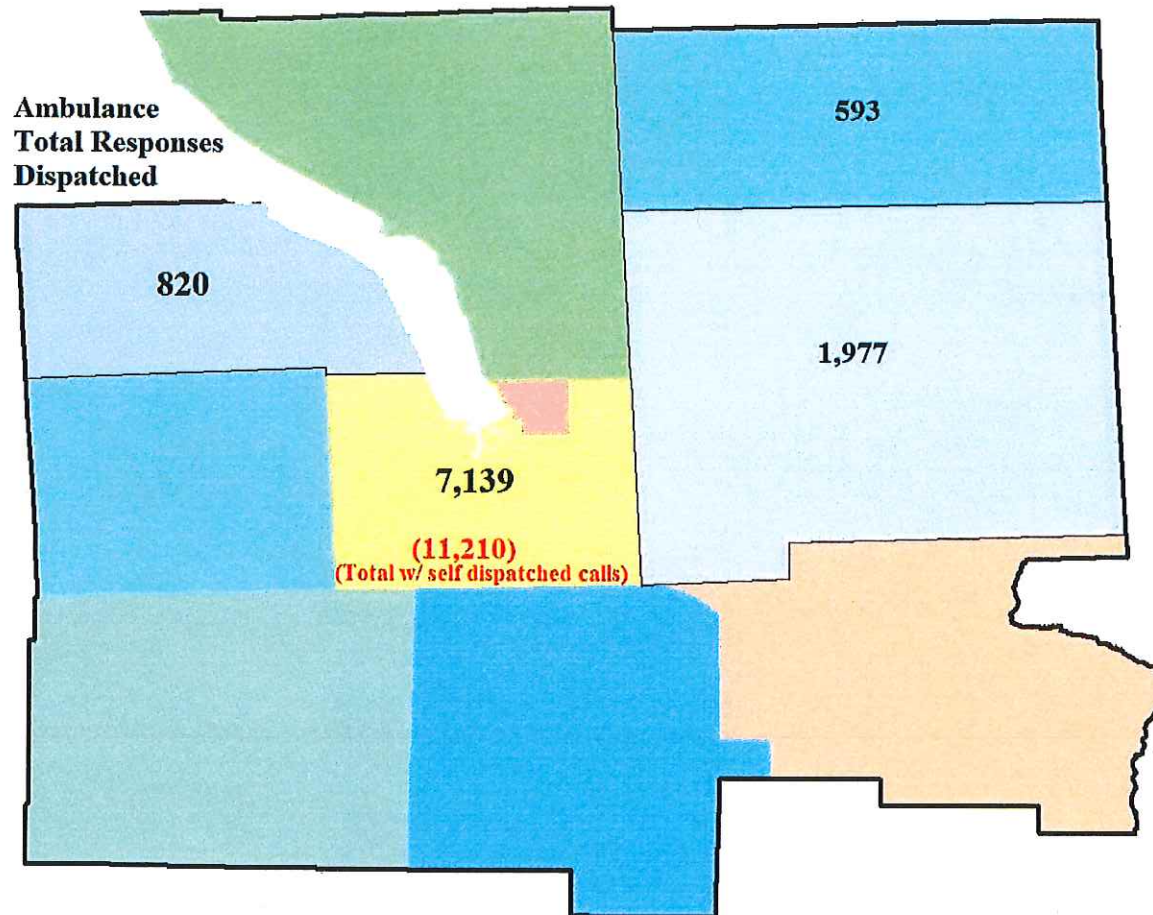 Ambulance
Total Responses
Dispatched
593
820
1,977
7,139
(11,210)
(Total w/ self dispatched calls)